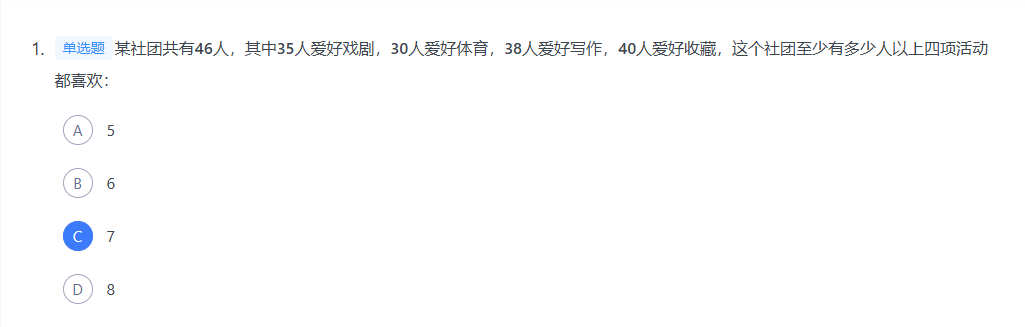 1. 单选题 某社团共有46人，其中35人爱好戏剧，30人爱好体育，38人爱好写作，40人爱好收藏，这个社团至少有多少人以上四项活动
都喜欢：
A 5
B 6
C 7
D 8